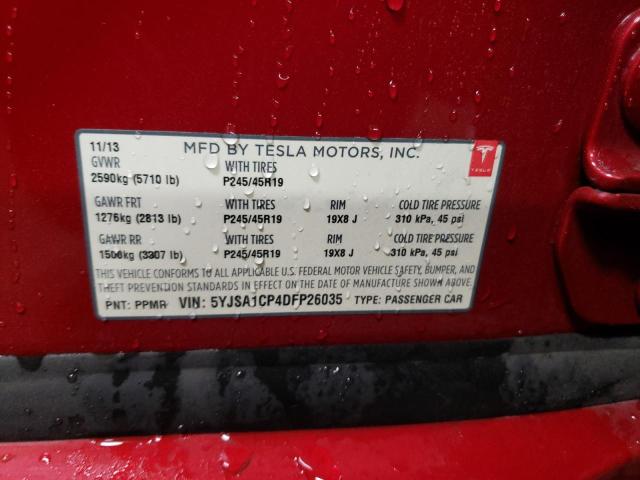 11/13 MFD BY TESLA MOTORS, INC.
GVWR WITH TIRES
2590kg (5710 lb) P245/45R19
TESLA
GAWR FRT WITH TIRES RIM COLD TIRE PRESSURE
1276kg (2813 lb) P245/45R19 19X8 J 310 kPa, 45 psi
GAWR RR WITH TIRES RIM COLD TIRE PRESSURE
1500kg (3307 lb) P245/45R19 19X8 J 310 kPa, 45 psi
THIS VEHICLE CONFORMS TO ALL APPLICABLE U.S. FEDERAL MOTOR VEHICLE SAFETY, BUMPER, AND
THEFT PREVENTION STANDARDS IN EFFECT ON THE DATE OF MANUFACTURE SHOWN ABOVE.
PNT: PPMR VIN: 5YJSA1CP4DFP26035 TYPE: PASSENGER CAR